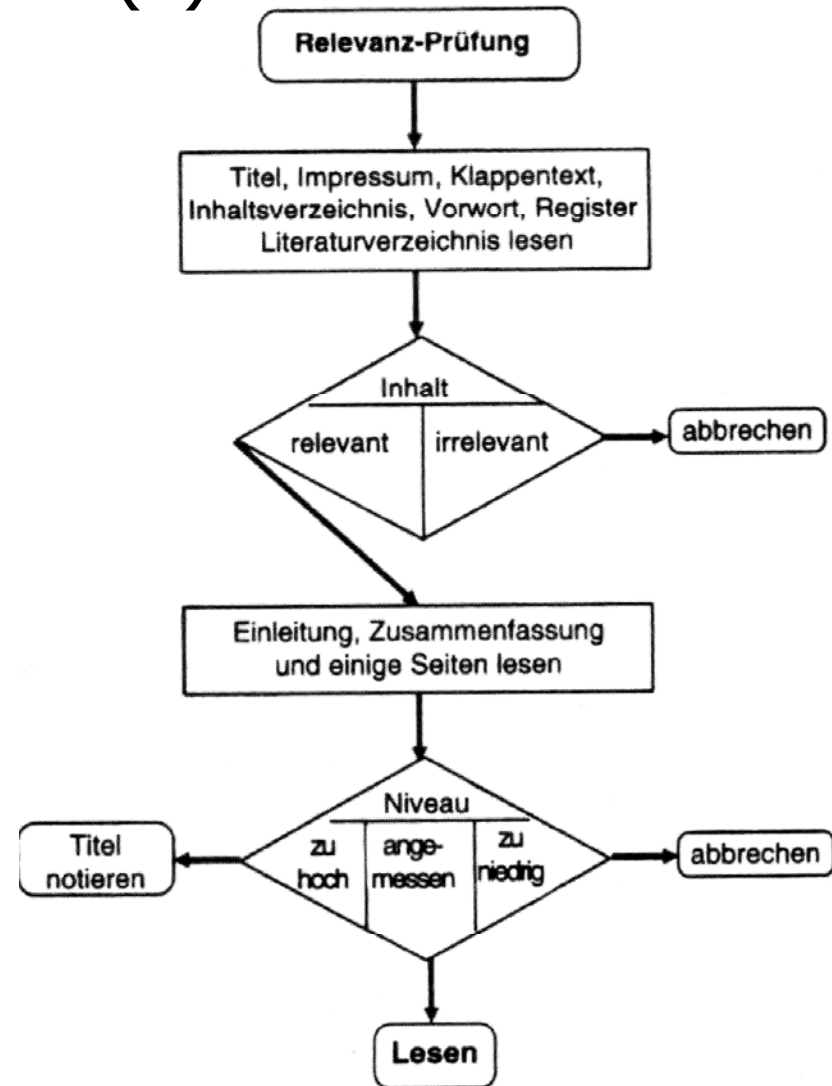 Relevanz-Prüfung
Titel, Impressum, Klappentext,
Inhaltsverzeichnis, Vorwort, Register
Literaturverzeichnis lesen
Inhalt
relevant
irrelevant
abbrechen
Einleitung, Zusammenfassung
und einige Seiten lesen
Niveau
zu
hoch
ange-
messen
zu
niedrig
Titel
notieren
abbrechen
Lesen